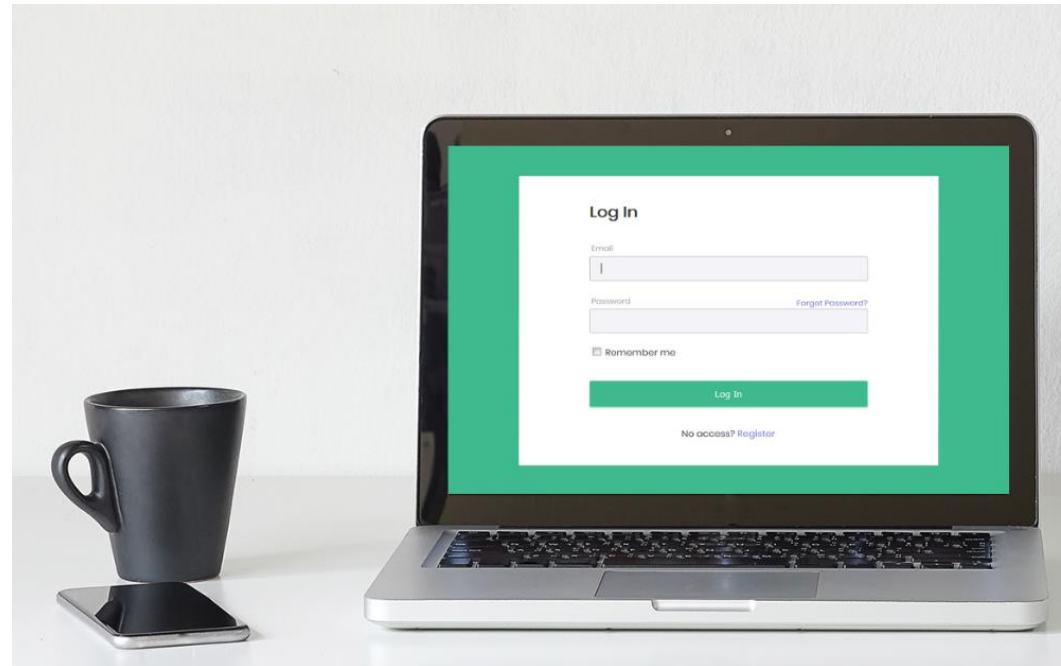 Log In
Email
Password Forgot Password?
Remember me
Log In
No access? Register